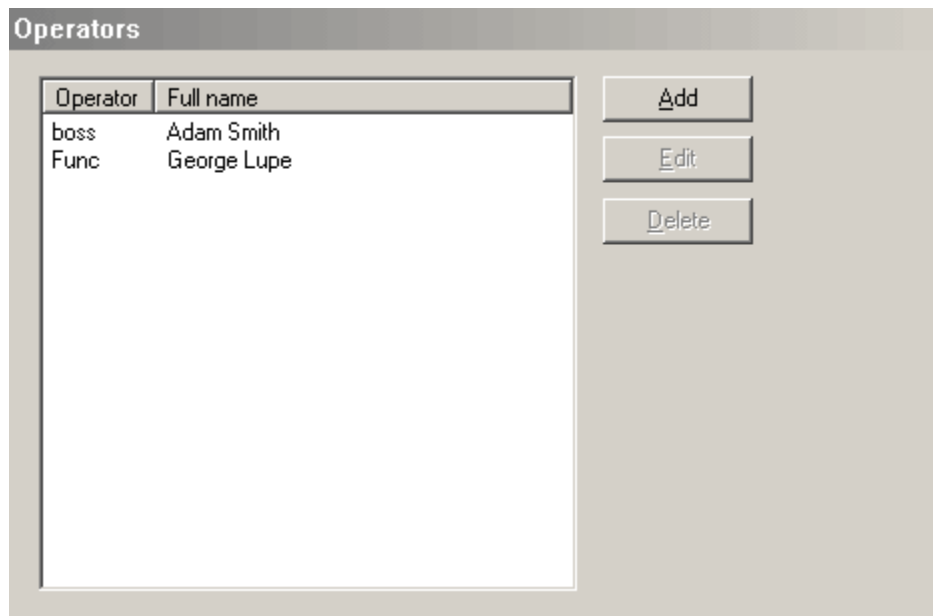 Operators
Operator Full name
boss Adam Smith
Func George Lupe
Add
Edit
Delete